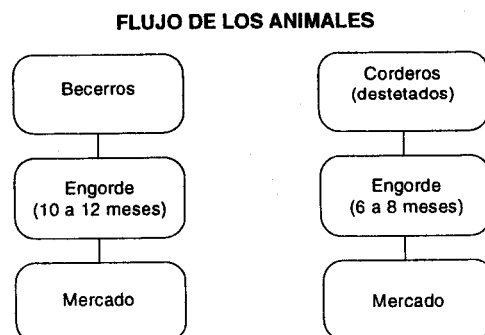 FLUJO DE LOS ANIMALES
Becerros
Engorde
(10 a 12 meses)
Mercado
Corderos
(destetados)
Engorde
(6 a 8 meses)
Mercado